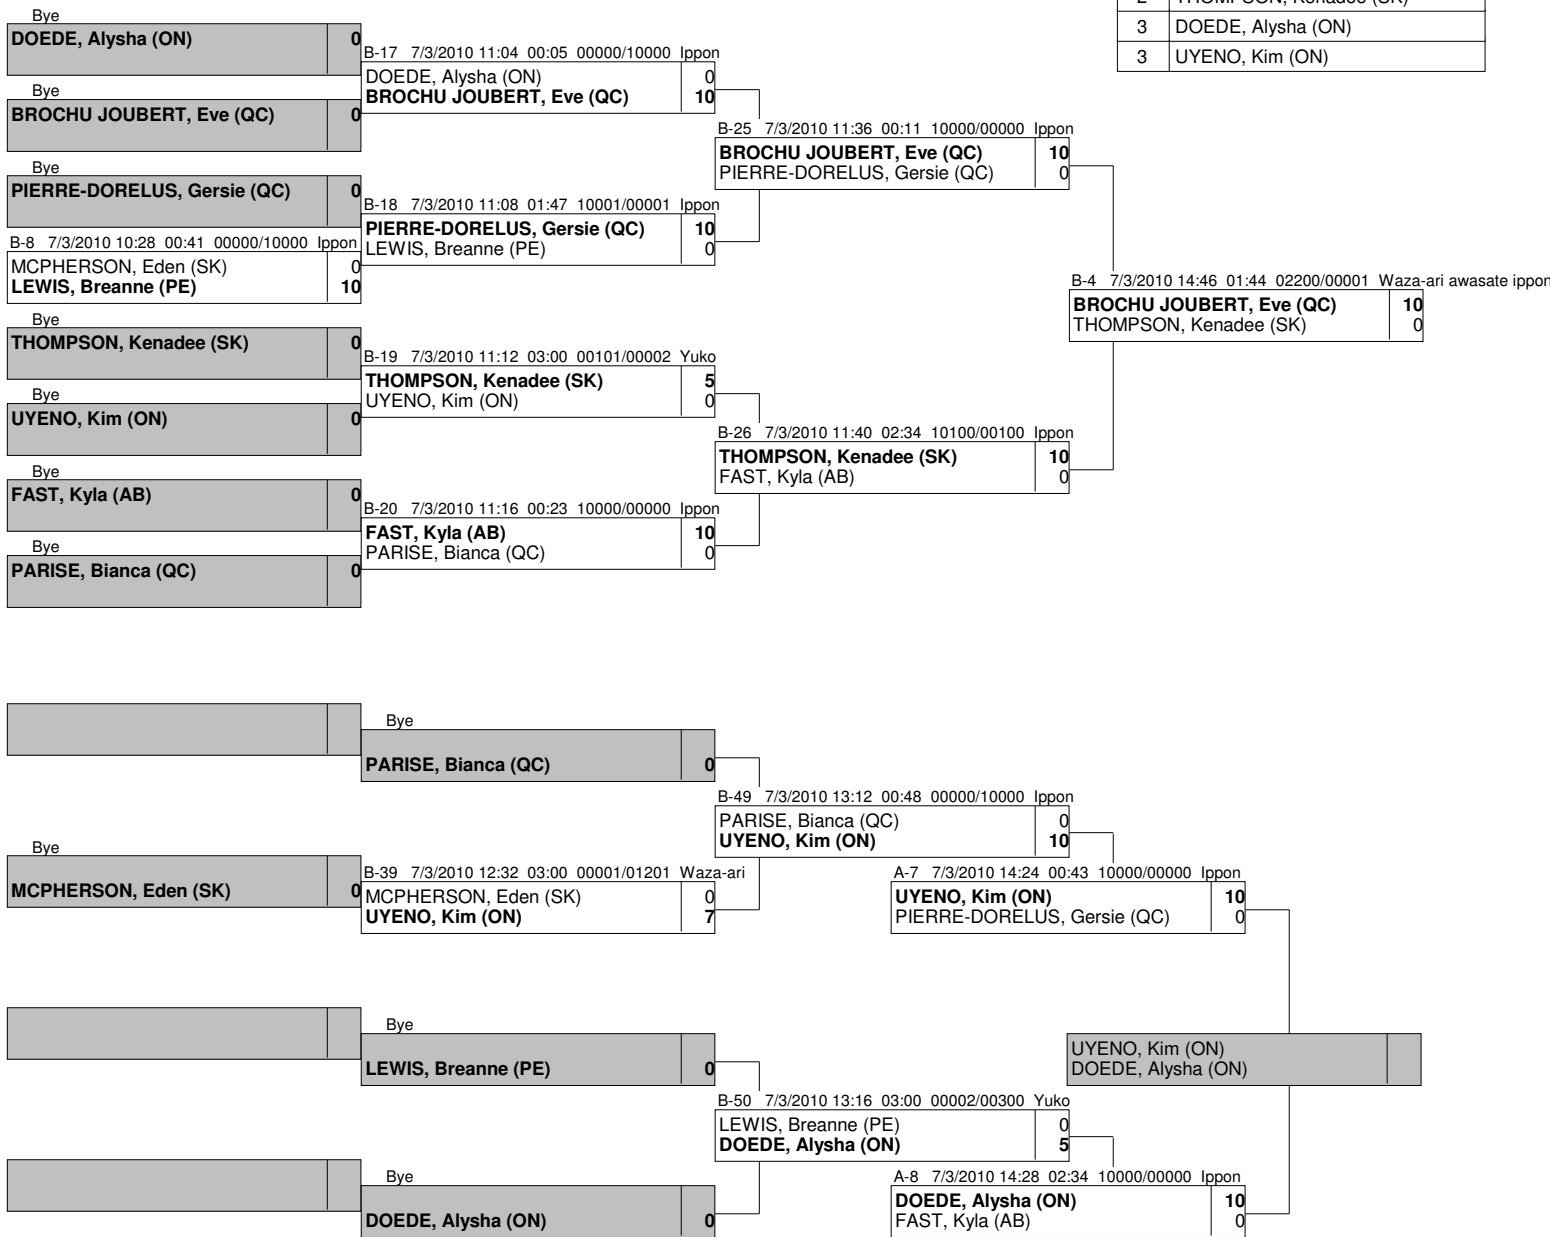 2 THOMPSON, Kenadee (SK)
3 DOEDE, Alysha (ON)
3 UYENO, Kim (ON)
Bye
DOEDE, Alysha (ON) 0
Bye
BROCHU JOUBERT, Eve (QC) 0
Bye
PIERRE-DORELUS, Gersie (QC) 0
B-8 7/3/2010 10:28 00:41 00000/10000 Ippon
MCPHERSON, Eden (SK) 0
LEWIS, Breanne (PE) 10
Bye
THOMPSON, Kenadee (SK) 0
Bye
UYENO, Kim (ON) 0
Bye
FAST, Kyla (AB) 0
Bye
PARISE, Bianca (QC) 0
B-17 7/3/2010 11:04 00:05 00000/10000 Ippon
DOEDE, Alysha (ON) 0
BROCHU JOUBERT, Eve (QC) 10
B-18 7/3/2010 11:08 01:47 10001/00001 Ippon
PIERRE-DORELUS, Gersie (QC) 10
LEWIS, Breanne (PE) 0
B-19 7/3/2010 11:12 03:00 00101/00002 Yuko
THOMPSON, Kenadee (SK) 5
UYENO, Kim (ON) 0
B-20 7/3/2010 11:16 00:23 10000/00000 Ippon
FAST, Kyla (AB) 10
PARISE, Bianca (QC) 0
B-25 7/3/2010 11:36 00:11 10000/00000 Ippon
BROCHU JOUBERT, Eve (QC) 10
PIERRE-DORELUS, Gersie (QC) 0
B-26 7/3/2010 11:40 02:34 10100/00100 Ippon
THOMPSON, Kenadee (SK) 10
FAST, Kyla (AB) 0
B-4 7/3/2010 14:46 01:44 02200/00001 Waza-ari awasate ippon
BROCHU JOUBERT, Eve (QC) 10
THOMPSON, Kenadee (SK) 0
Bye
PARISE, Bianca (QC) 0
Bye
MCPHERSON, Eden (SK) 0
B-39 7/3/2010 12:32 03:00 00001/01201 Waza-ari
MCPHERSON, Eden (SK) 0
UYENO, Kim (ON) 7
B-49 7/3/2010 13:12 00:48 00000/10000 Ippon
PARISE, Bianca (QC) 0
UYENO, Kim (ON) 10
A-7 7/3/2010 14:24 00:43 10000/00000 Ippon
UYENO, Kim (ON) 10
PIERRE-DORELUS, Gersie (QC) 0
Bye
LEWIS, Breanne (PE) 0
Bye
DOEDE, Alysha (ON) 0
B-50 7/3/2010 13:16 03:00 00002/00300 Yuko
LEWIS, Breanne (PE) 0
DOEDE, Alysha (ON) 5
A-8 7/3/2010 14:28 02:34 10000/00000 Ippon
DOEDE, Alysha (ON) 10
FAST, Kyla (AB) 0
UYENO, Kim (ON)
DOEDE, Alysha (ON)